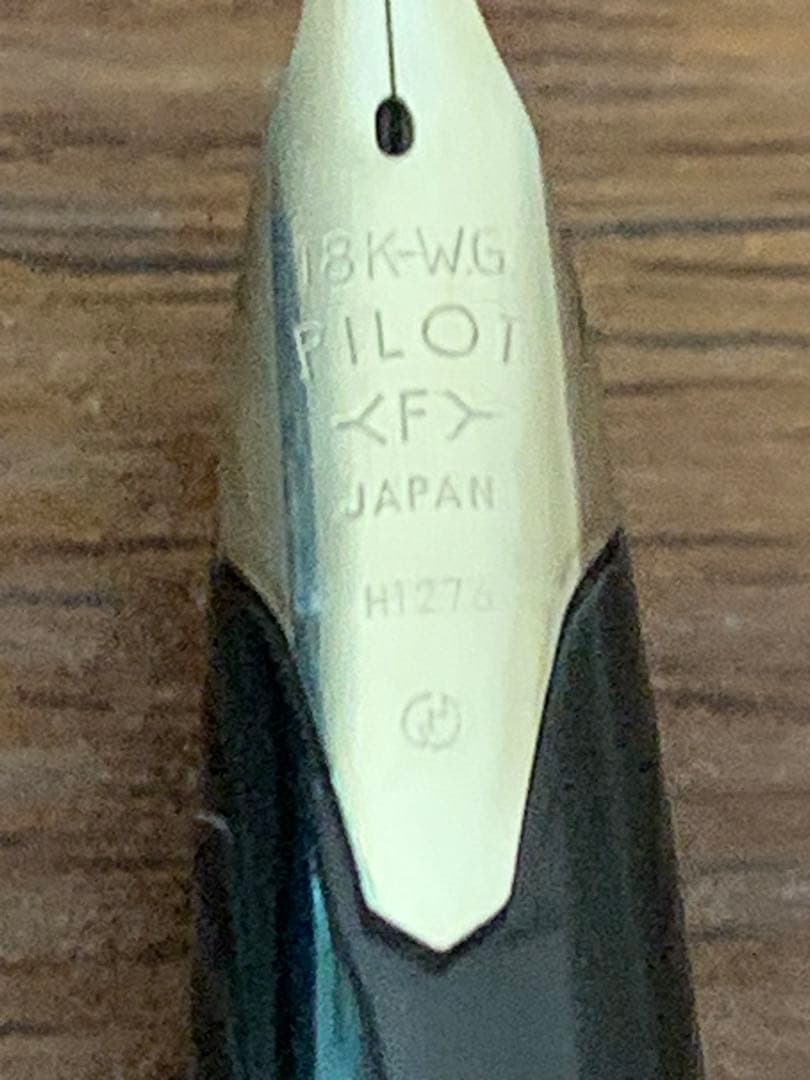 18K-W.G
PILOT
<F>
JAPAN
H1276